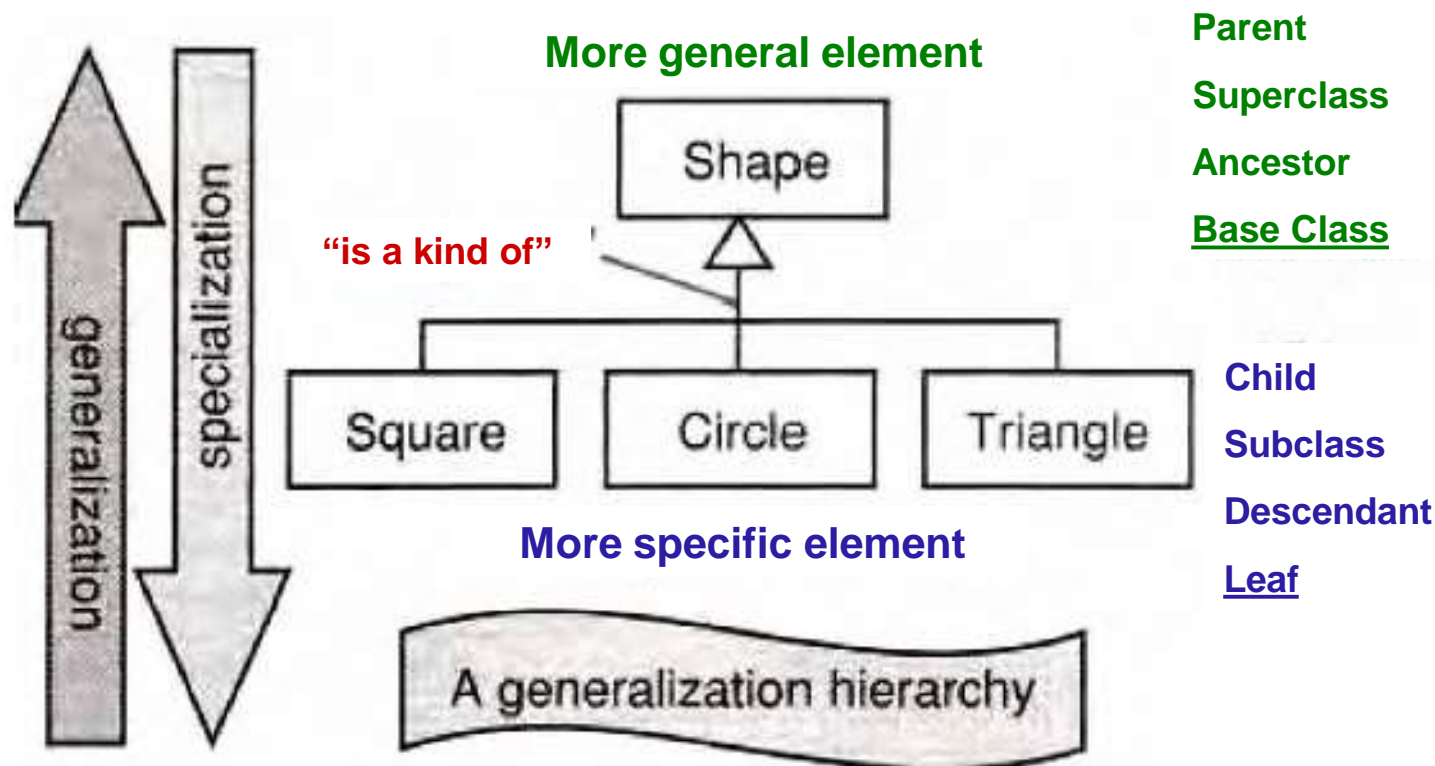 More general element
Parent
Superclass
Ancestor
Base Class
Shape
“is a kind of”
generalization
specialization
Square
Circle
Triangle
Child
Subclass
Descendant
Leaf
More specific element
A generalization hierarchy